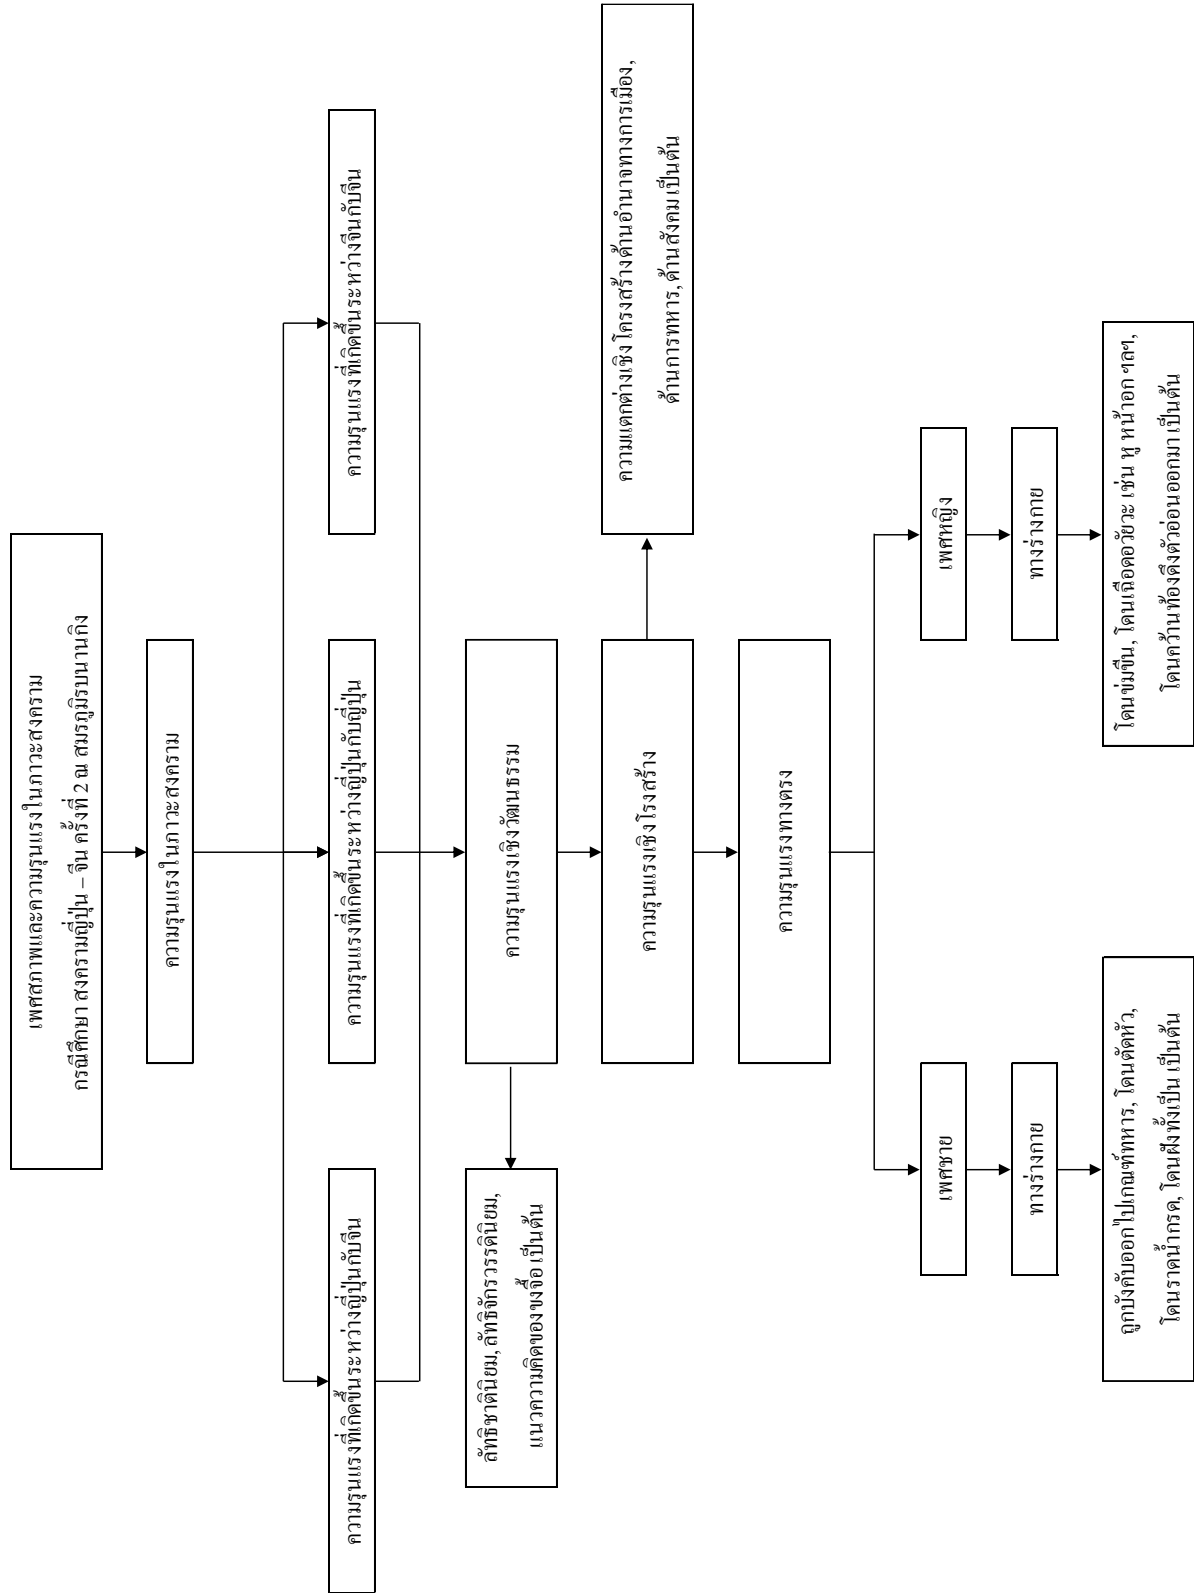 เพศสภาพและความรุนแรงในภาวะสงคราม
กรณีศึกษา สงครามญี่ปุ่น – จีน ครั้งที่ 2 ณ สมรภูมิรบนานกิง
ความรุนแรงในภาวะสงคราม
ความรุนแรงที่เกิดขึ้นระหว่างญี่ปุ่นกับจีน
ความรุนแรงที่เกิดขึ้นระหว่างญี่ปุ่นกับญี่ปุ่น
ความรุนแรงที่เกิดขึ้นระหว่างจีนกับจีน
ความรุนแรงเชิงวัฒนธรรม
ลัทธิชาตินิยม, ลัทธิจักรวรรดินิยม,
แนวความคิดของขงจื๊อ เป็นต้น
ความรุนแรงเชิงโรงสร้าง
ความแตกต่างเชิงโครงสร้างด้านอำนาจทางการเมือง,
ด้านการทหาร, ด้านสังคม เป็นต้น
ความรุนแรงทางตรง
เพศชาย
ทางร่างกาย
ถูกบังคับออกไปเกณฑ์ทหาร, โดนตัดหัว,
โดนราดน้ำกรด, โดนฝังทั้งเป็น เป็นต้น
เพศหญิง
ทางร่างกาย
โดนข่มขืน, โดนเฉือดอวัยวะ เช่น หู หน้าอก ฯลฯ,
โดนคว้านท้องดึงตัวอ่อนออกมา เป็นต้น